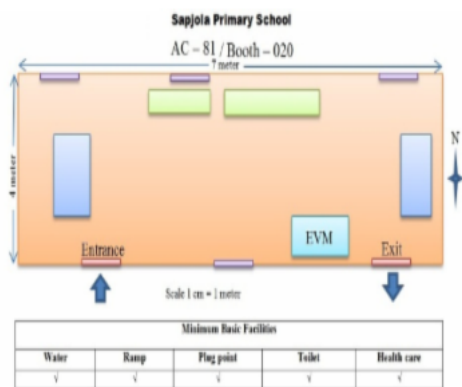 Sapjola Primary School
AC – 81 / Booth – 020
7 meter
4 meter
N
EVM
Entrance
Exit
Scale 1 cm = 1 meter
Minimum Basic Facilities
Water Ramp Plug point Toilet Health care
√ √ √ √ √